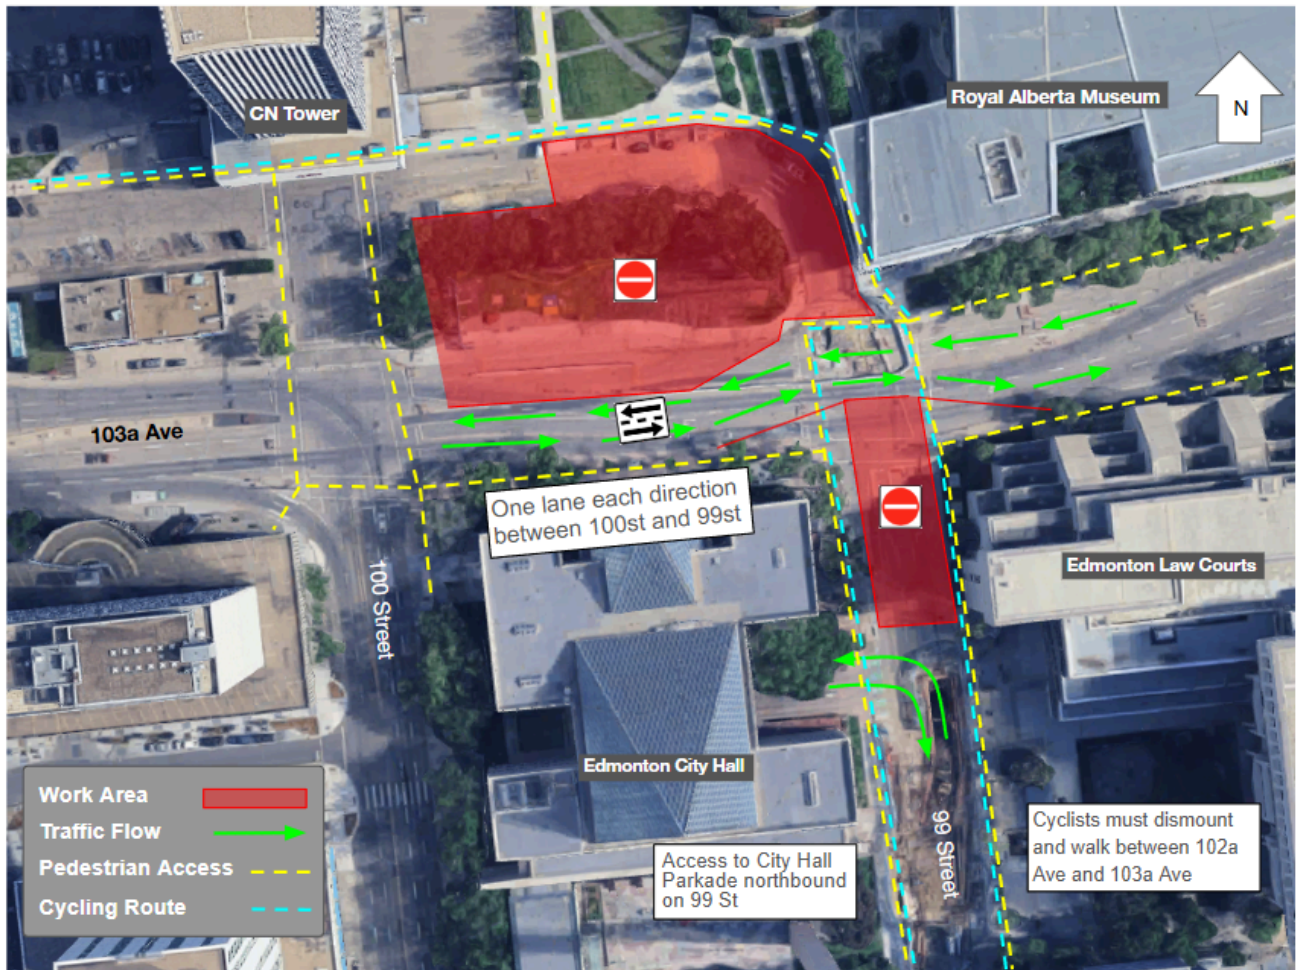 CN Tower
Royal Alberta Museum
N
103a Ave
One lane each direction
between 100st and 99st
100 Street
Edmonton Law Courts
Edmonton City Hall
Work Area
Traffic Flow
Pedestrian Access
Cycling Route
Access to City Hall
Parkade northbound
on 99 St
99 Street
Cyclists must dismount
and walk between 102a
Ave and 103a Ave